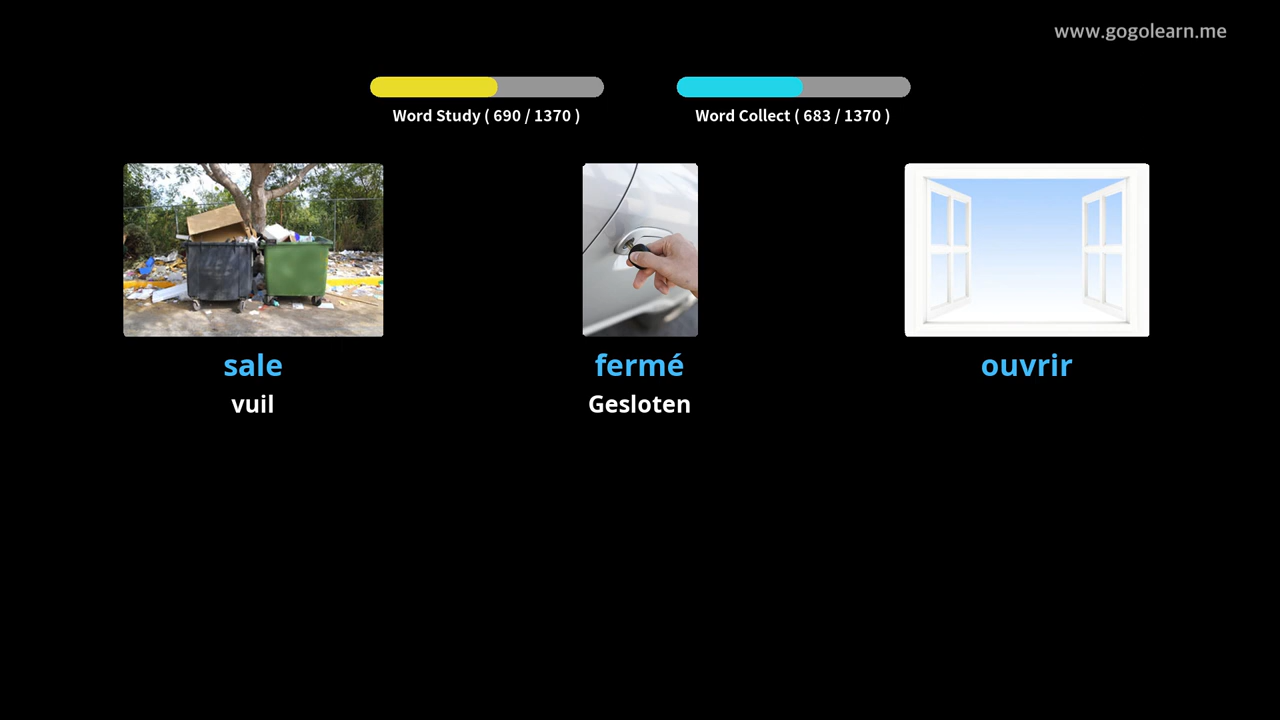 www.gogolearn.me
Word Study ( 690 / 1370 )
Word Collect ( 683 / 1370 )
sale
fermé
ouvrir
vuil
Gesloten